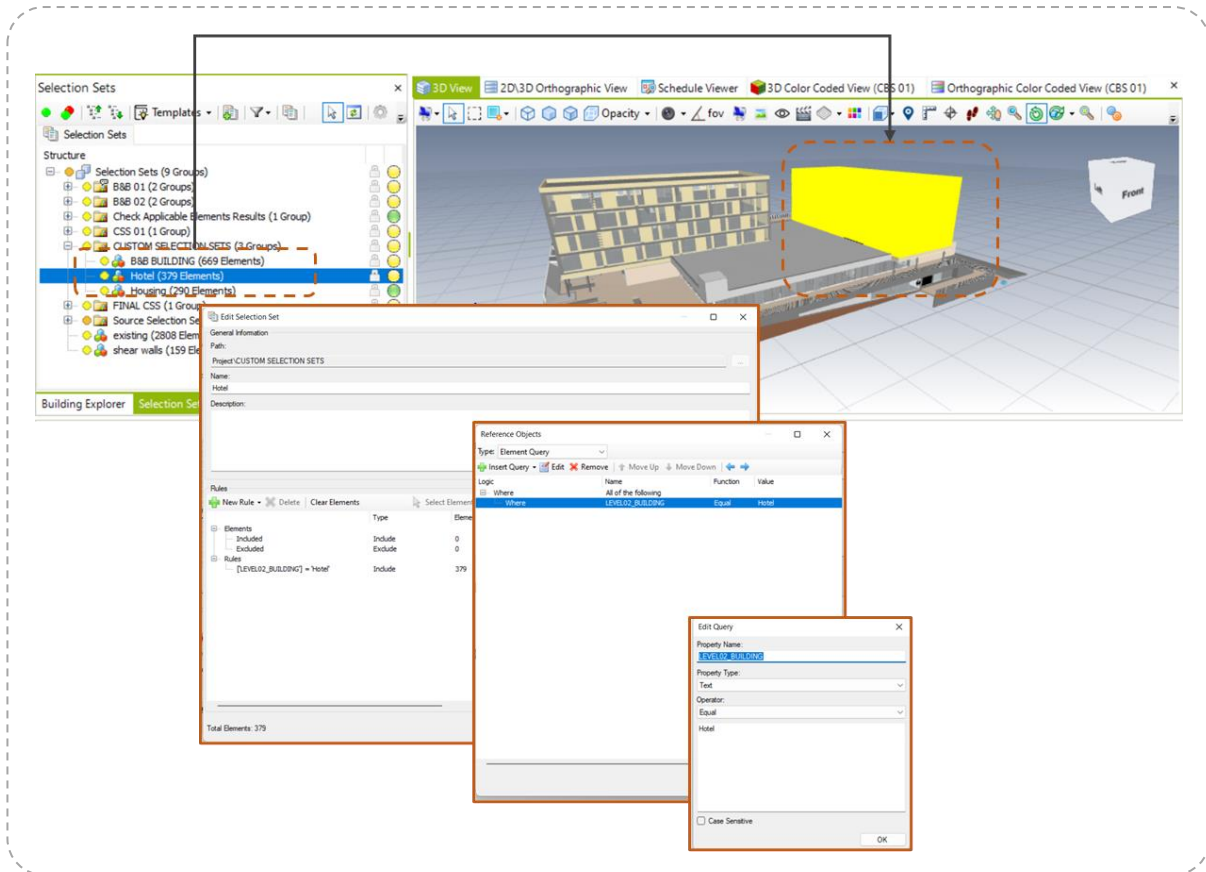 Selection Sets
Templates
Selection Sets
Structure
Selection Sets (9 Groups)
B&B 01 (2 Groups)
B&B 02 (2 Groups)
Check Applicable Elements Results (1 Group)
CSS 01 (1 Group)
CUSTOM SELECTION SETS (3 Groups)
B&B BUILDING (669 Elements)
Hotel (379 Elements)
Housing (290 Elements)
FINAL CSS (1 Group
Source Selection Se
existing (2808 Elem
shear walls (159 Ele
Building Explorer Selection Set
3D View 2D\3D Orthographic View Schedule Viewer 3D Color Coded View (CBS 01) Orthographic Color Coded View (CBS 01)
Opacity fov
Left Front
Edit Selection Set
General Information
Path:
Project\CUSTOM SELECTION SETS
...
Name:
Hotel
Description:
Rules
New Rule Delete Clear Elements Select Element
Type Eleme
Elements
Included Include 0
Excluded Exclude 0
Rules
['LEVEL02_BUILDING'] = 'Hotel' Include 379
Total Elements: 379
Reference Objects
Type: Element Query
Insert Query Edit Remove Move Up Move Down
Logic Name Function Value
Where All of the following
Where LEVEL02_BUILDING Equal Hotel
Edit Query
Property Name:
LEVEL02_BUILDING
Property Type:
Text
Operator:
Equal
Hotel
Case Sensitive
OK